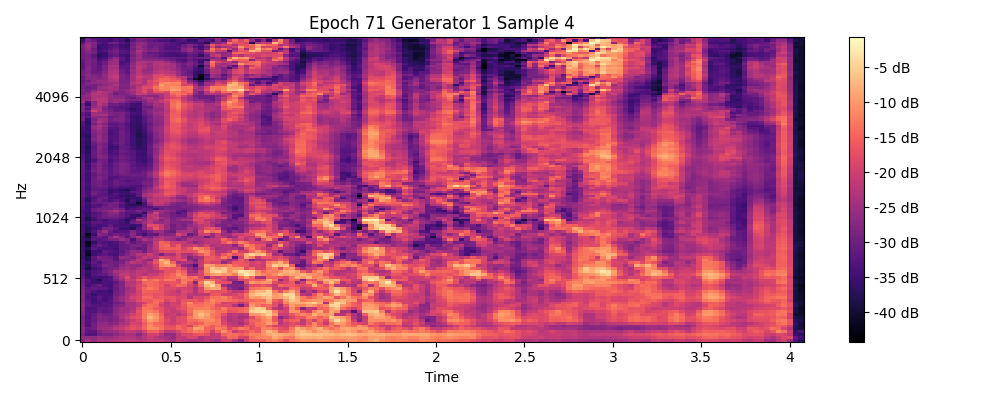 Epoch 71 Generator 1 Sample 4
Hz
4096
2048
1024
512
0
0
0.5
1
1.5
2
2.5
3
3.5
4
Time
-5 dB
-10 dB
-15 dB
-20 dB
-25 dB
-30 dB
-35 dB
-40 dB